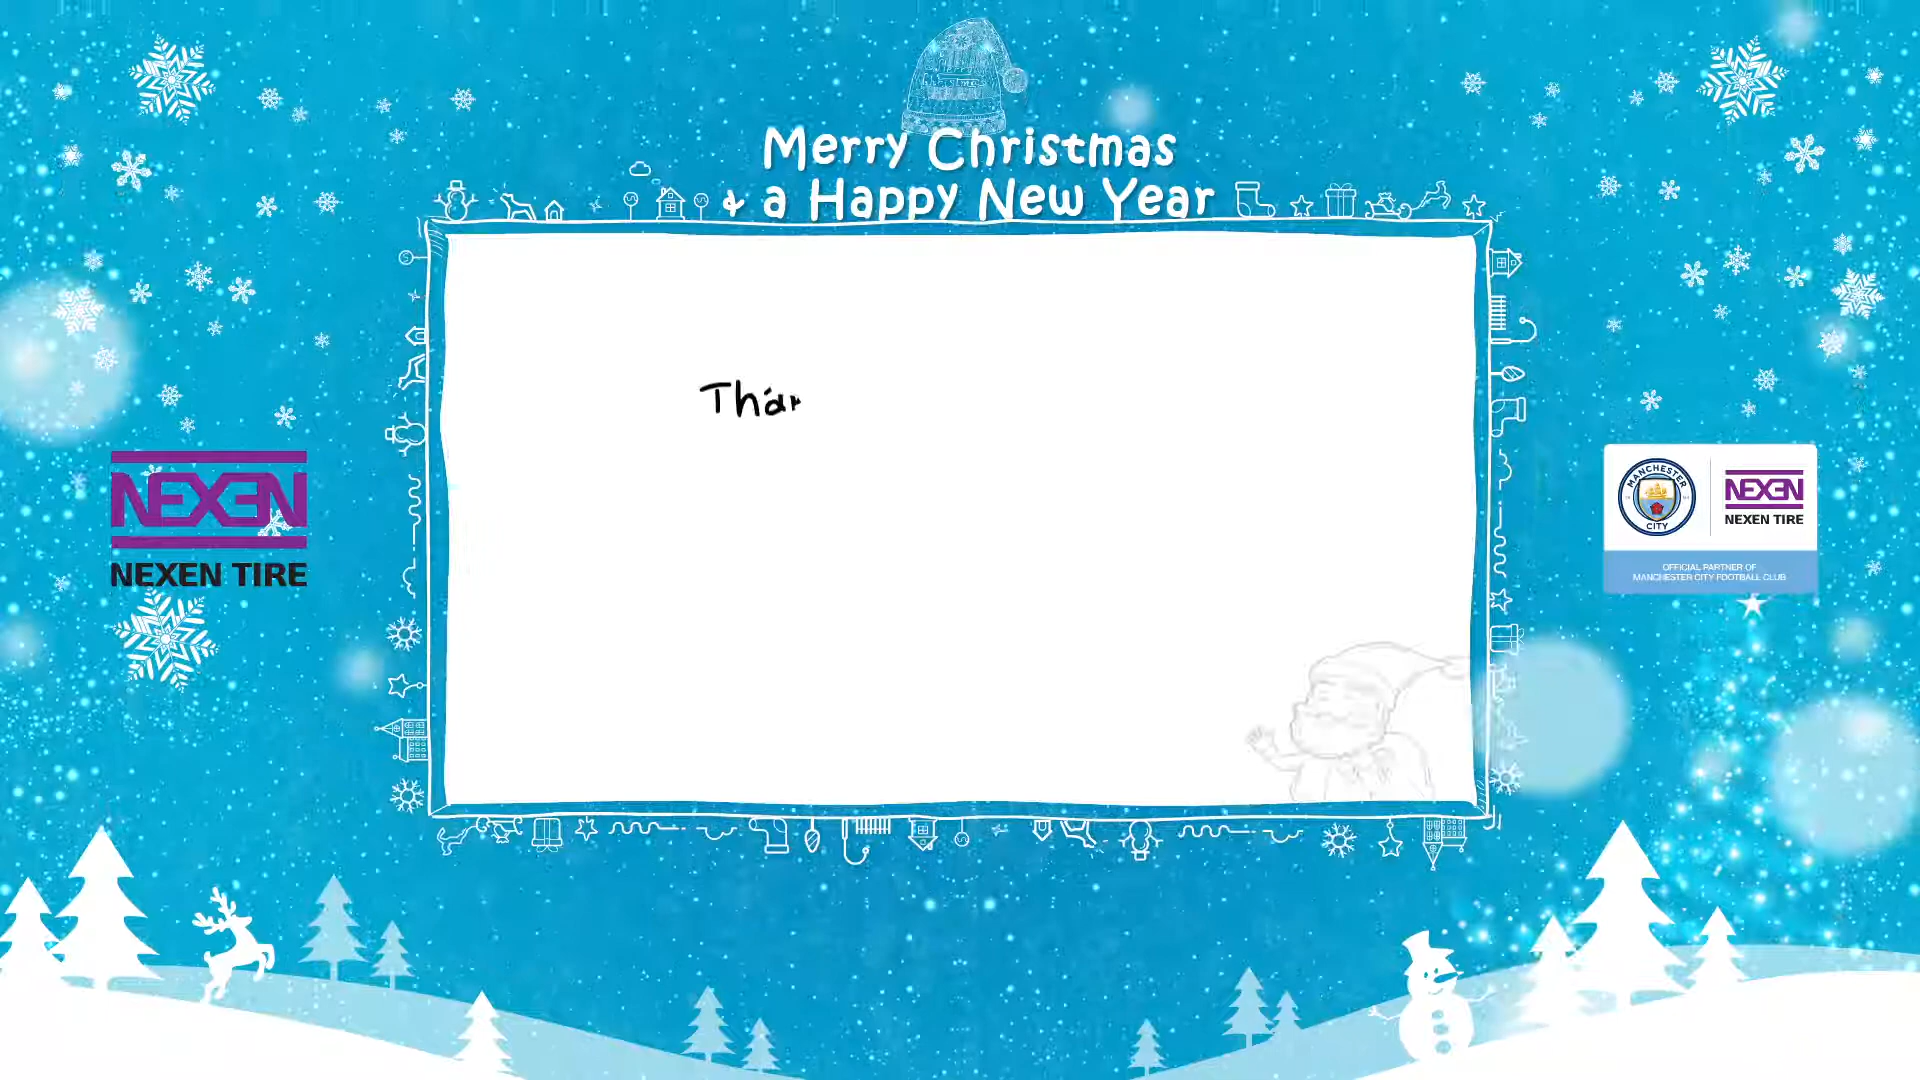 Merry Christmas
& a Happy New Year
NEXEN
NEXEN TIRE
MANCHESTER
CITY
NEXEN
NEXEN TIRE
OFFICIAL PARTNER OF
MANCHESTER CITY FOOTBALL CLUB